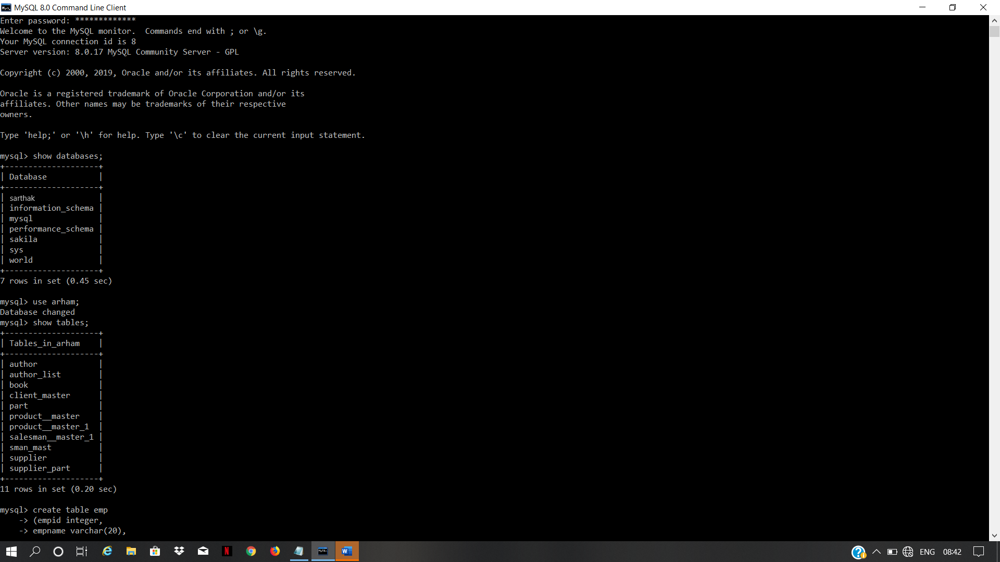 MySQL 8.0 Command Line Client
Enter password: *************
Welcome to the MySQL monitor.  Commands end with ; or \g.
Your MySQL connection id is 8
Server version: 8.0.17 MySQL Community Server - GPL
Copyright (c) 2000, 2019, Oracle and/or its affiliates. All rights reserved.
Oracle is a registered trademark of Oracle Corporation and/or its
affiliates. Other names may be trademarks of their respective
owners.
Type 'help;' or '\h' for help. Type '\c' to clear the current input statement.
mysql> show databases;
+--------------------+
| Database           |
+--------------------+
| sarthak            |
| information_schema |
| mysql              |
| performance_schema |
| sakila             |
| sys                |
| world              |
+--------------------+
7 rows in set (0.45 sec)
mysql> use arham;
Database changed
mysql> show tables;
+--------------------+
| Tables_in_arham    |
+--------------------+
| author             |
| author_list        |
| book               |
| client_master      |
| part               |
| product__master    |
| product__master_1  |
| salesman__master_1 |
| sman_mast          |
| supplier           |
| supplier_part      |
+--------------------+
11 rows in set (0.20 sec)
mysql> create table emp
    -> (empid integer,
    -> empname varchar(20),
ENG 08:42